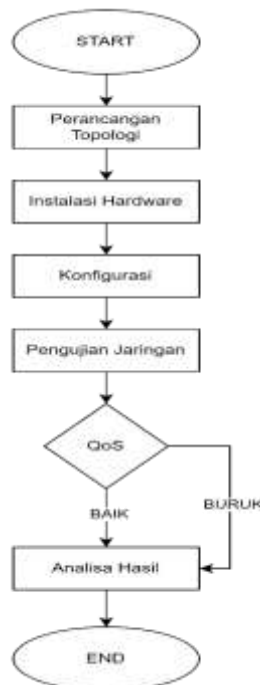 START
Perancangan
Topologi
Instalasi Hardware
Konfigurasi
Pengujian Jaringan
QoS
BAIK
BURUK
Analisa Hasil
END